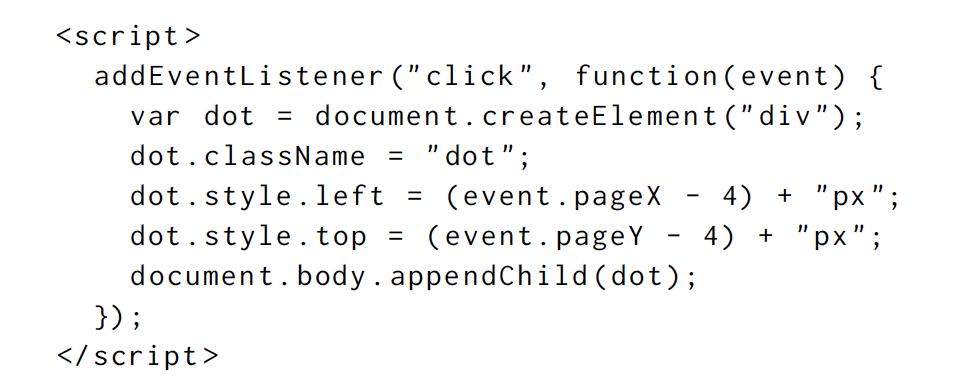 <script>
addEventListener("click", function(event) {
var dot = document.createElement("div");
dot.className = "dot";
dot.style.left = (event.pageX - 4) + "px";
dot.style.top = (event.pageY - 4) + "px";
document.body.appendChild(dot);
});
</script>